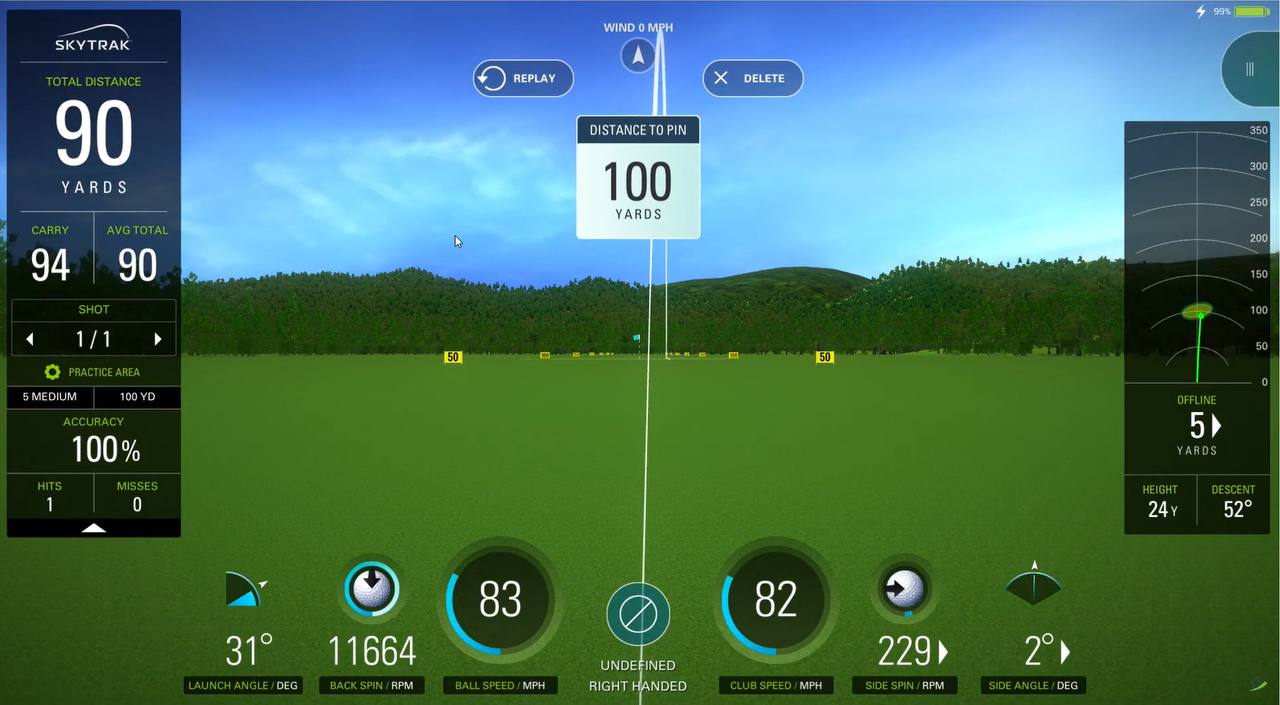 WIND 0 MPH
99%
SKYTRAK
TOTAL DISTANCE
90
YARDS
CARRY
AVG TOTAL
94
90
SHOT
1 / 1
PRACTICE AREA
5 MEDIUM
100 YD
ACCURACY
100%
HITS
MISSES
1
0
REPLAY
DELETE
DISTANCE TO PIN
100
YARDS
50
50
350
300
250
200
150
100
50
0
OFFLINE
5
YARDS
HEIGHT
DESCENT
24 Y
52°
31°
LAUNCH ANGLE / DEG
11664
BACK SPIN / RPM
83
BALL SPEED / MPH
UNDEFINED
RIGHT HANDED
82
CLUB SPEED / MPH
229
SIDE SPIN / RPM
2°
SIDE ANGLE / DEG